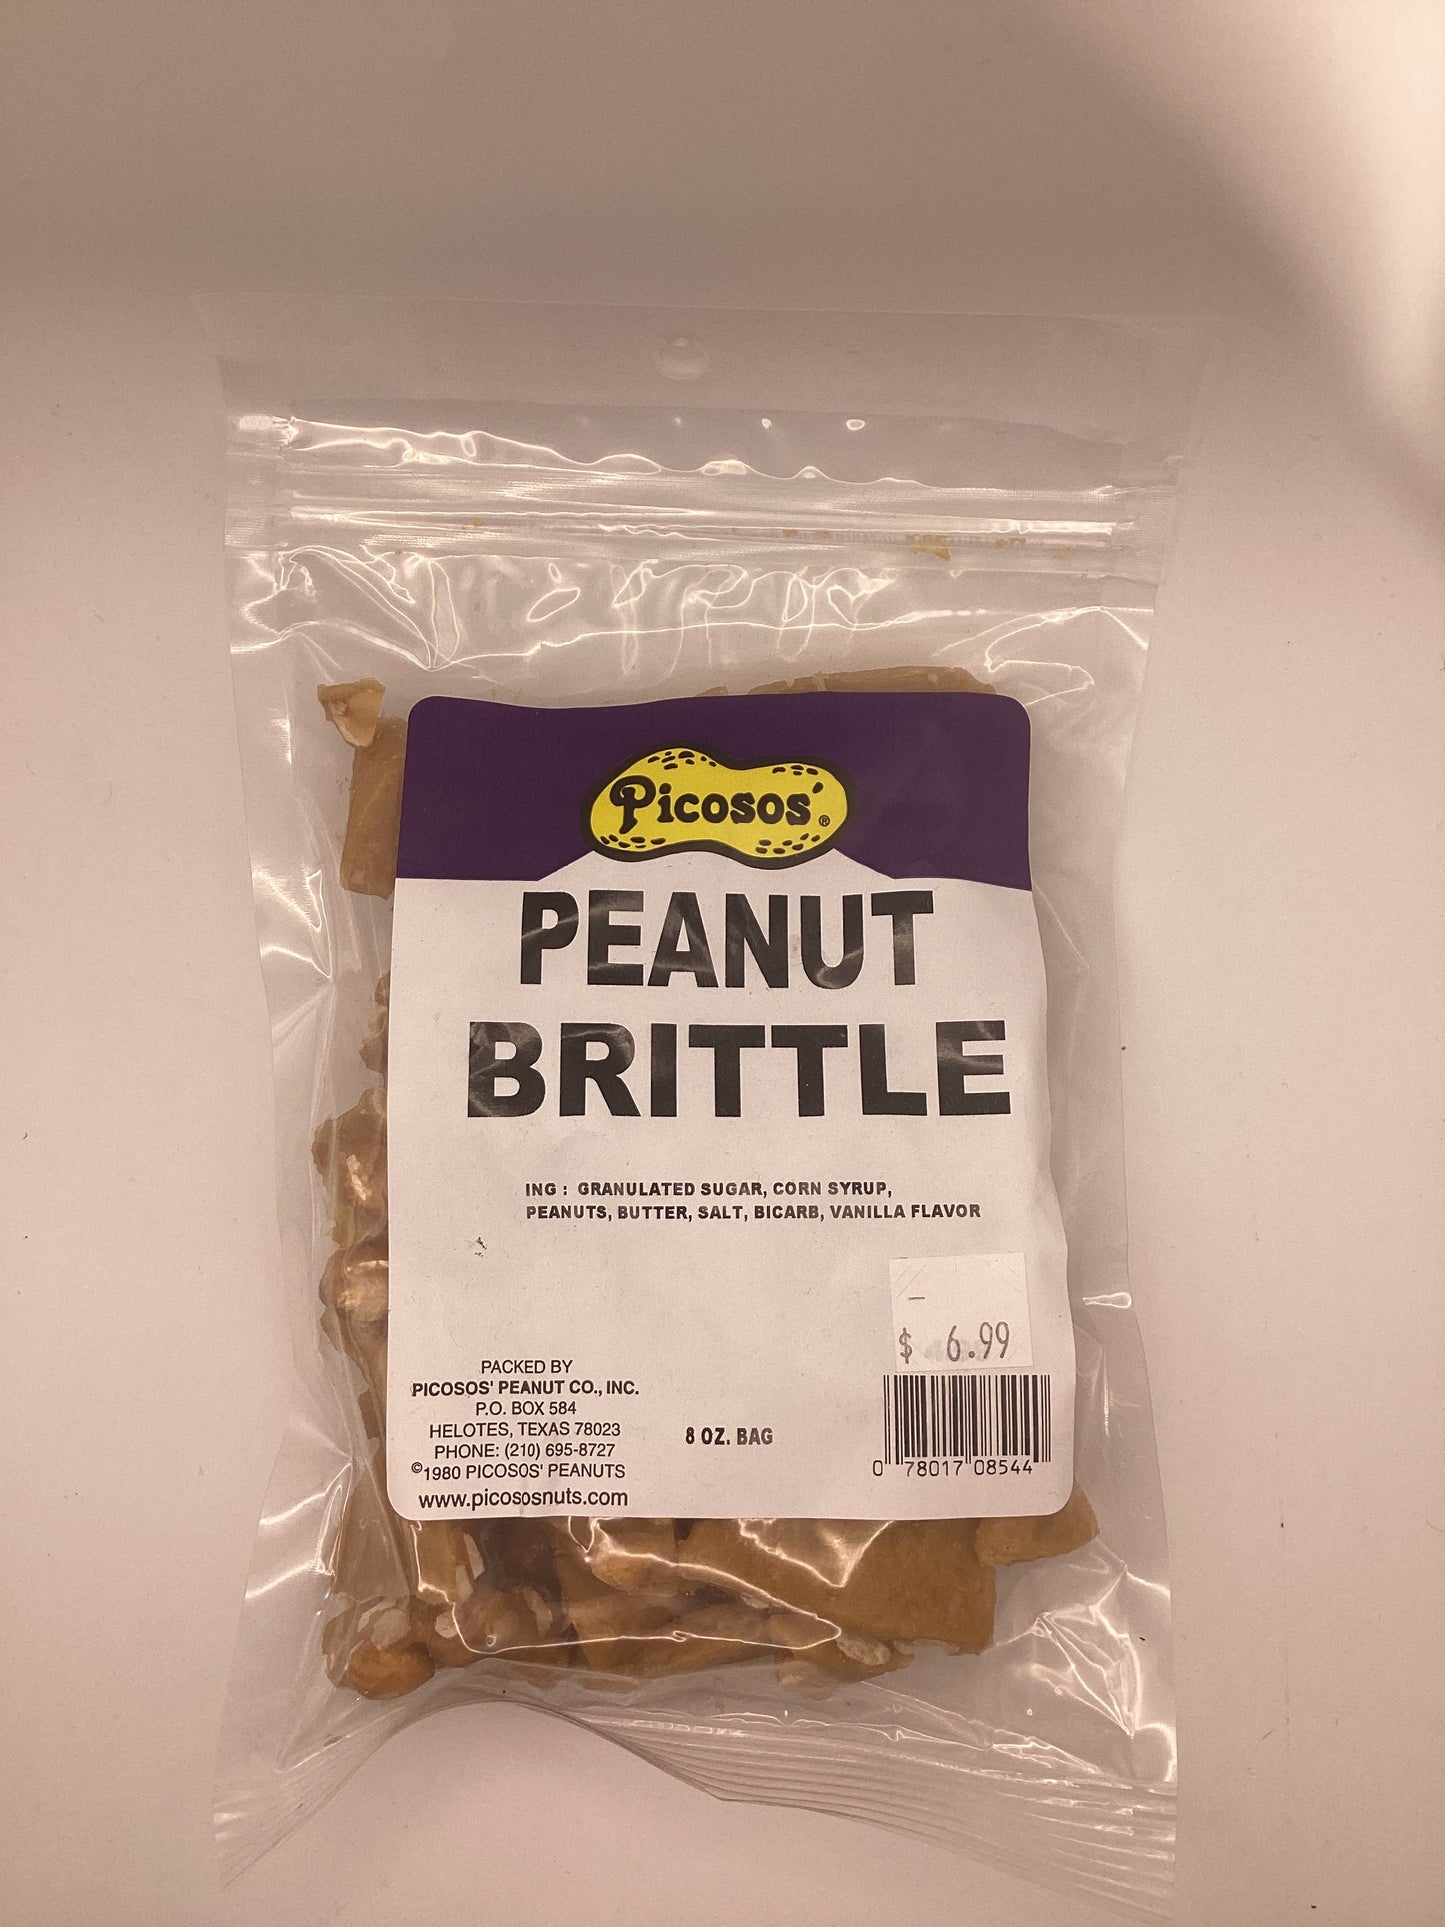 Picosos'®
PEANUT
BRITTLE
ING : GRANULATED SUGAR, CORN SYRUP,
PEANUTS, BUTTER, SALT, BICARB, VANILLA FLAVOR
$ 6.99
PACKED BY
PICOSOS' PEANUT CO., INC.
P.O. BOX 584
HELOTES, TEXAS 78023
PHONE: (210) 695-8727
©1980 PICOSOS' PEANUTS
www.picososnuts.com
8 OZ. BAG
0 78017 08544